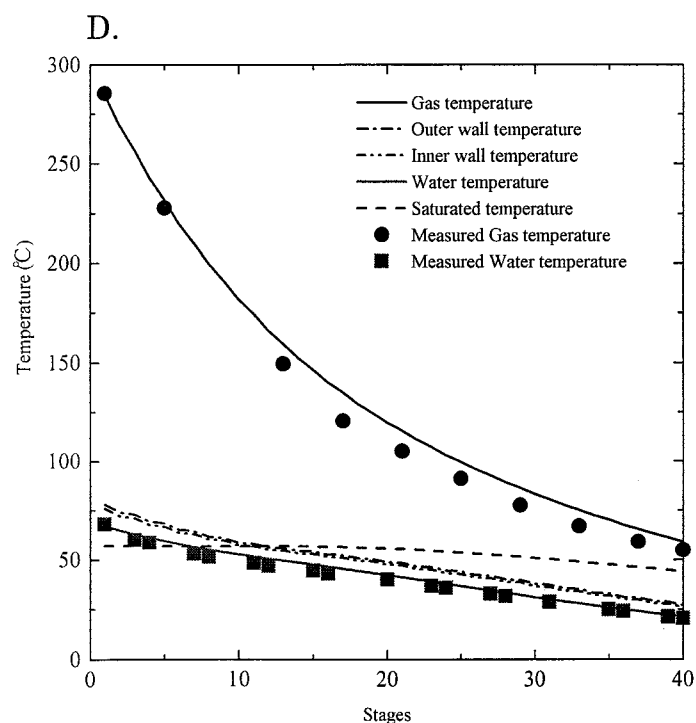 D.
300
250
200
150
100
50
0
Temperature (°C)
Gas temperature
Outer wall temperature
Inner wall temperature
Water temperature
Saturated temperature
Measured Gas temperature
Measured Water temperature
0 10 20 30 40
Stages